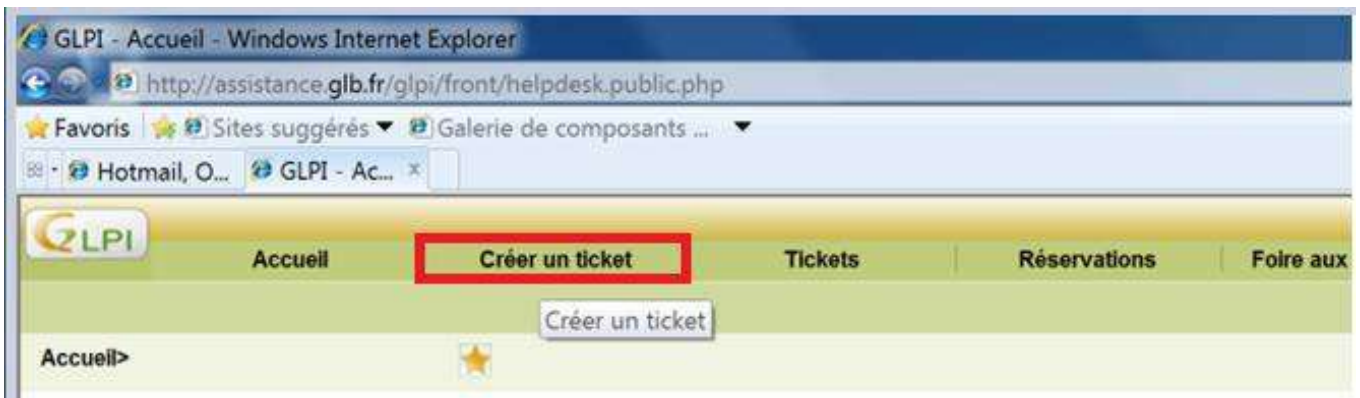 GLPI - Accueil - Windows Internet Explorer
http://assistance.glb.fr/glpi/front/helpdesk.public.php
Favoris Sites suggérés Galerie de composants ...
Hotmail, O... GLPI - Ac... x
GLPI Accueil Créer un ticket Tickets Réservations Foire aux
Créer un ticket
Accueil>